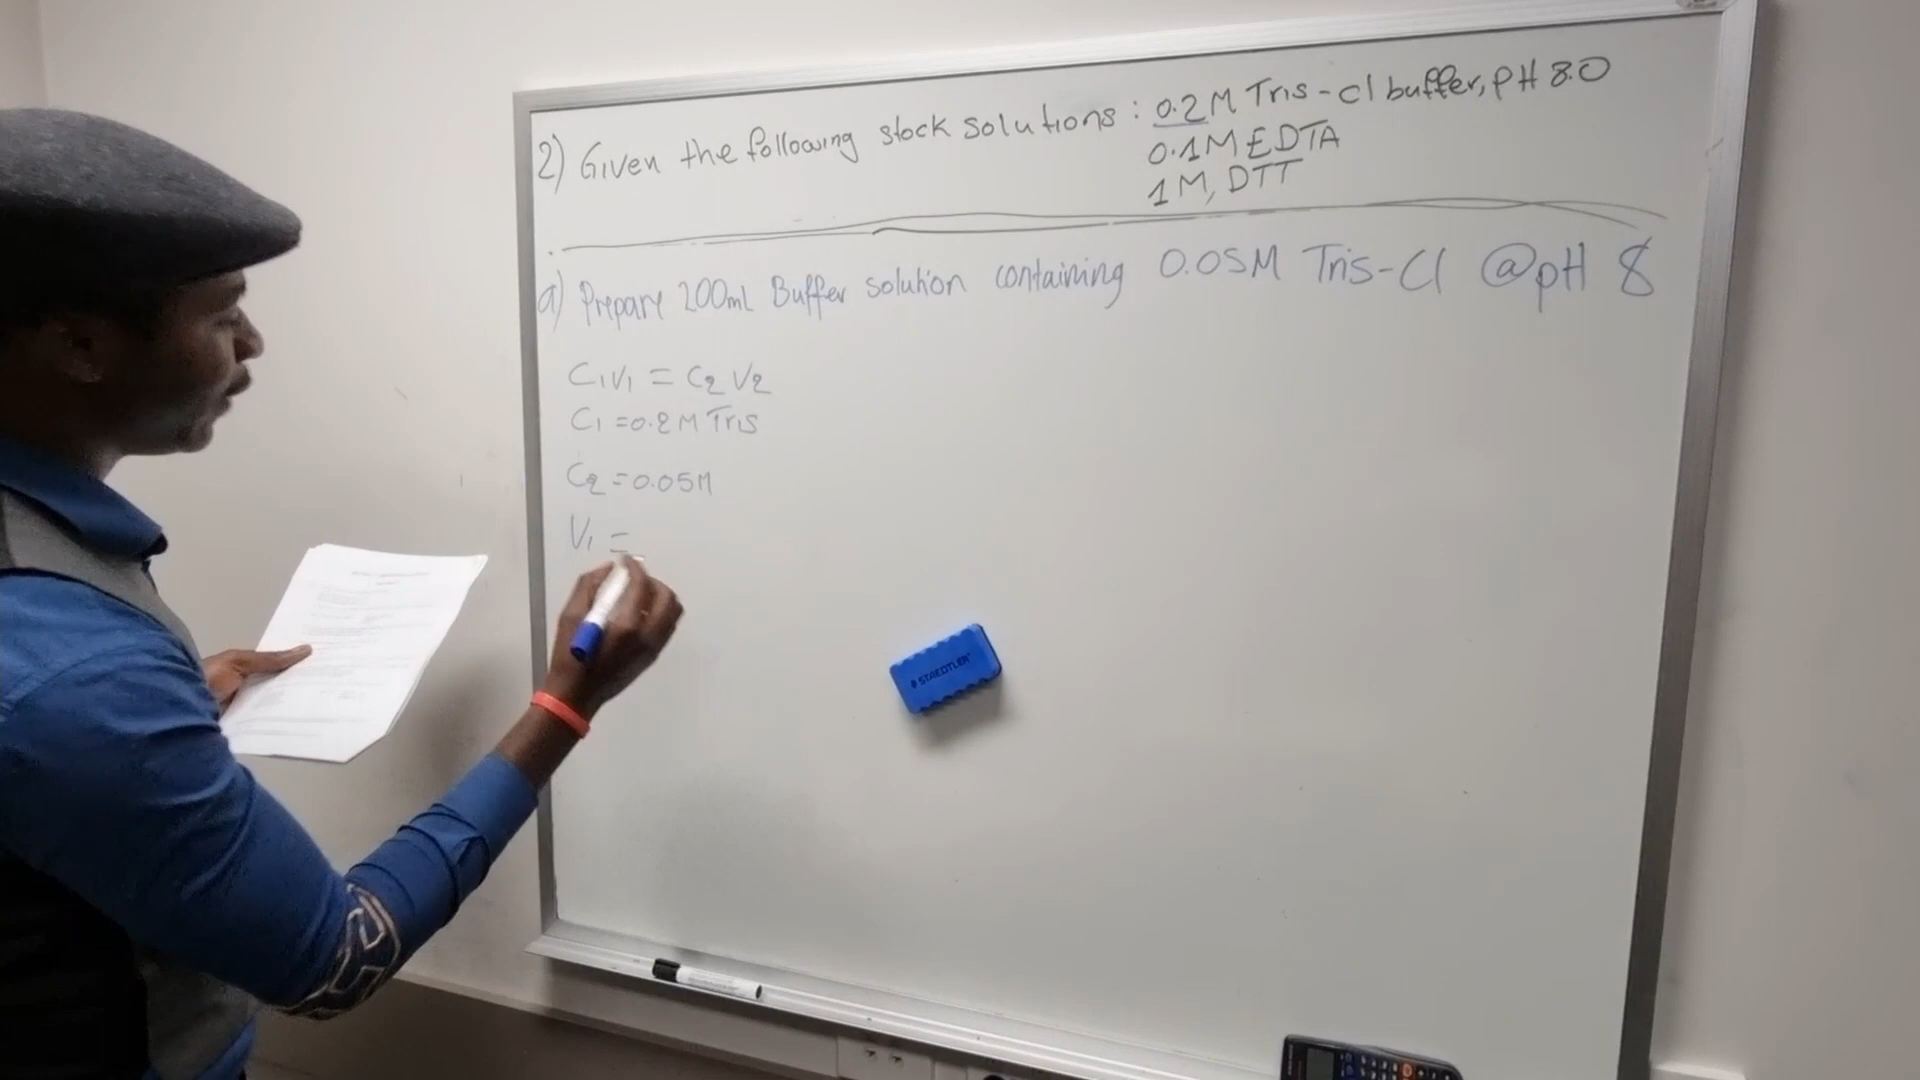 2) Given the following stock solutions : 0.2M Tris-Cl buffer, pH 8.0
0.1M EDTA
1M, DTT
a) Prepare 200mL Buffer solution containing 0.05M Tris-Cl @pH 8
C1V1 = C2V2
C1 = 0.2M Tris
C2 = 0.05M
V1 =
STAEDTLER